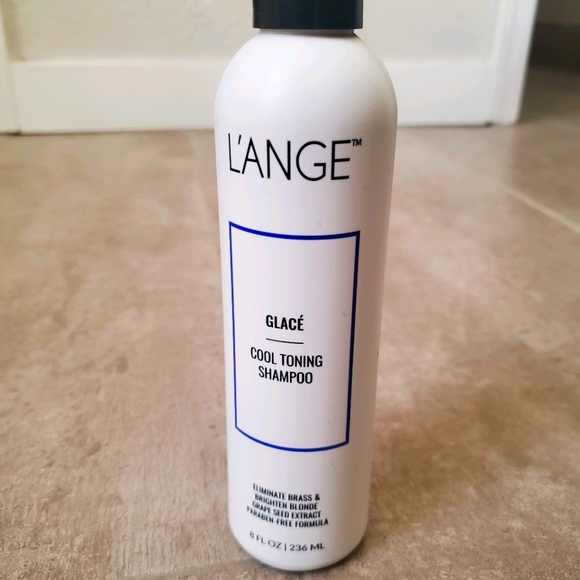 L'ANGE™
GLACÉ
COOL TONING
SHAMPOO
ELIMINATE BRASS &
BRIGHTEN BLONDE
GRAPE SEED EXTRACT
PARABEN-FREE FORMULA
8 FL OZ | 236 ML